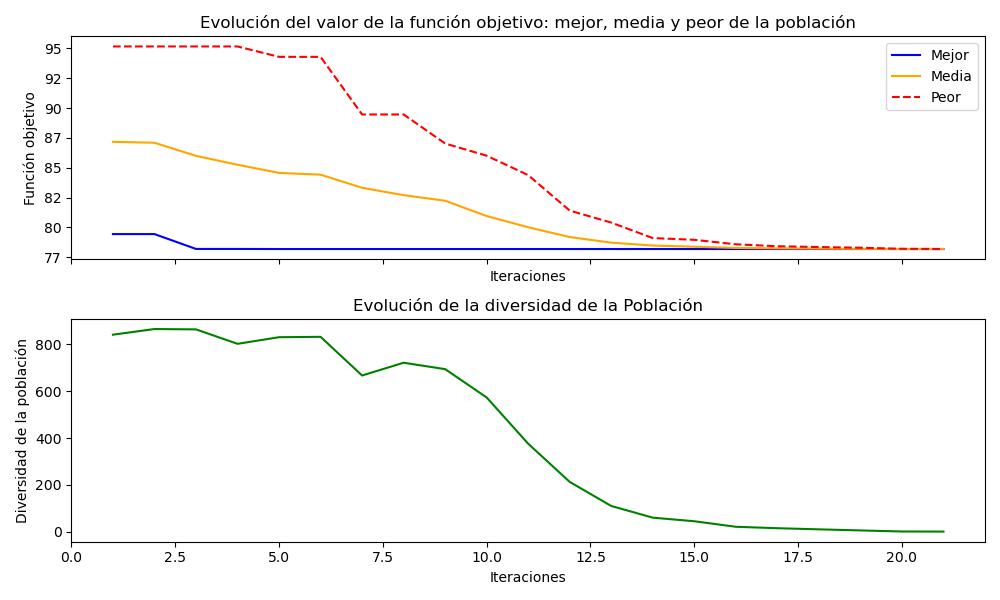 Evolución del valor de la función objetivo: mejor, media y peor de la población
95
92
90
87
85
82
80
77
Función objetivo
Mejor
Media
Peor
Iteraciones
Evolución de la diversidad de la Población
800
600
400
200
0
Diversidad de la población
0.0 2.5 5.0 7.5 10.0 12.5 15.0 17.5 20.0
Iteraciones